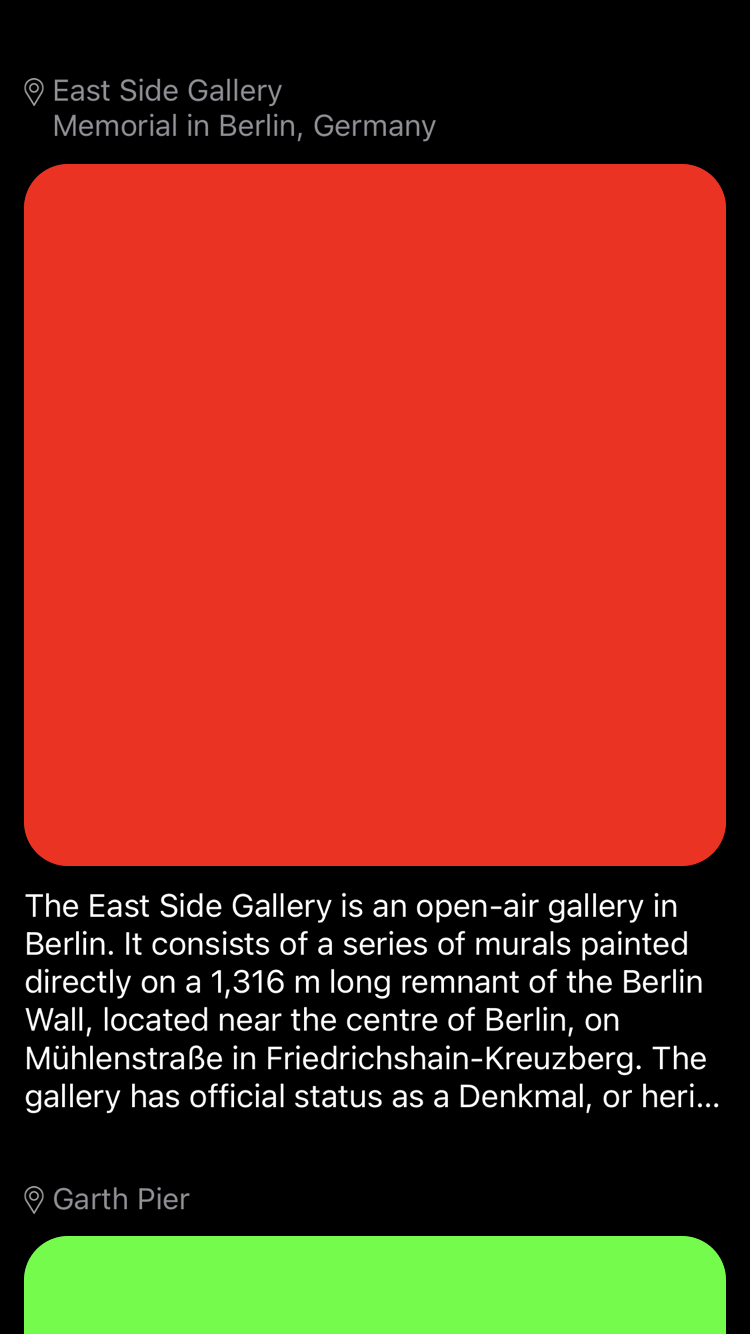 East Side Gallery
Memorial in Berlin, Germany
The East Side Gallery is an open-air gallery in
Berlin. It consists of a series of murals painted
directly on a 1,316 m long remnant of the Berlin
Wall, located near the centre of Berlin, on
Mühlenstraße in Friedrichshain-Kreuzberg. The
gallery has official status as a Denkmal, or heri...
Garth Pier